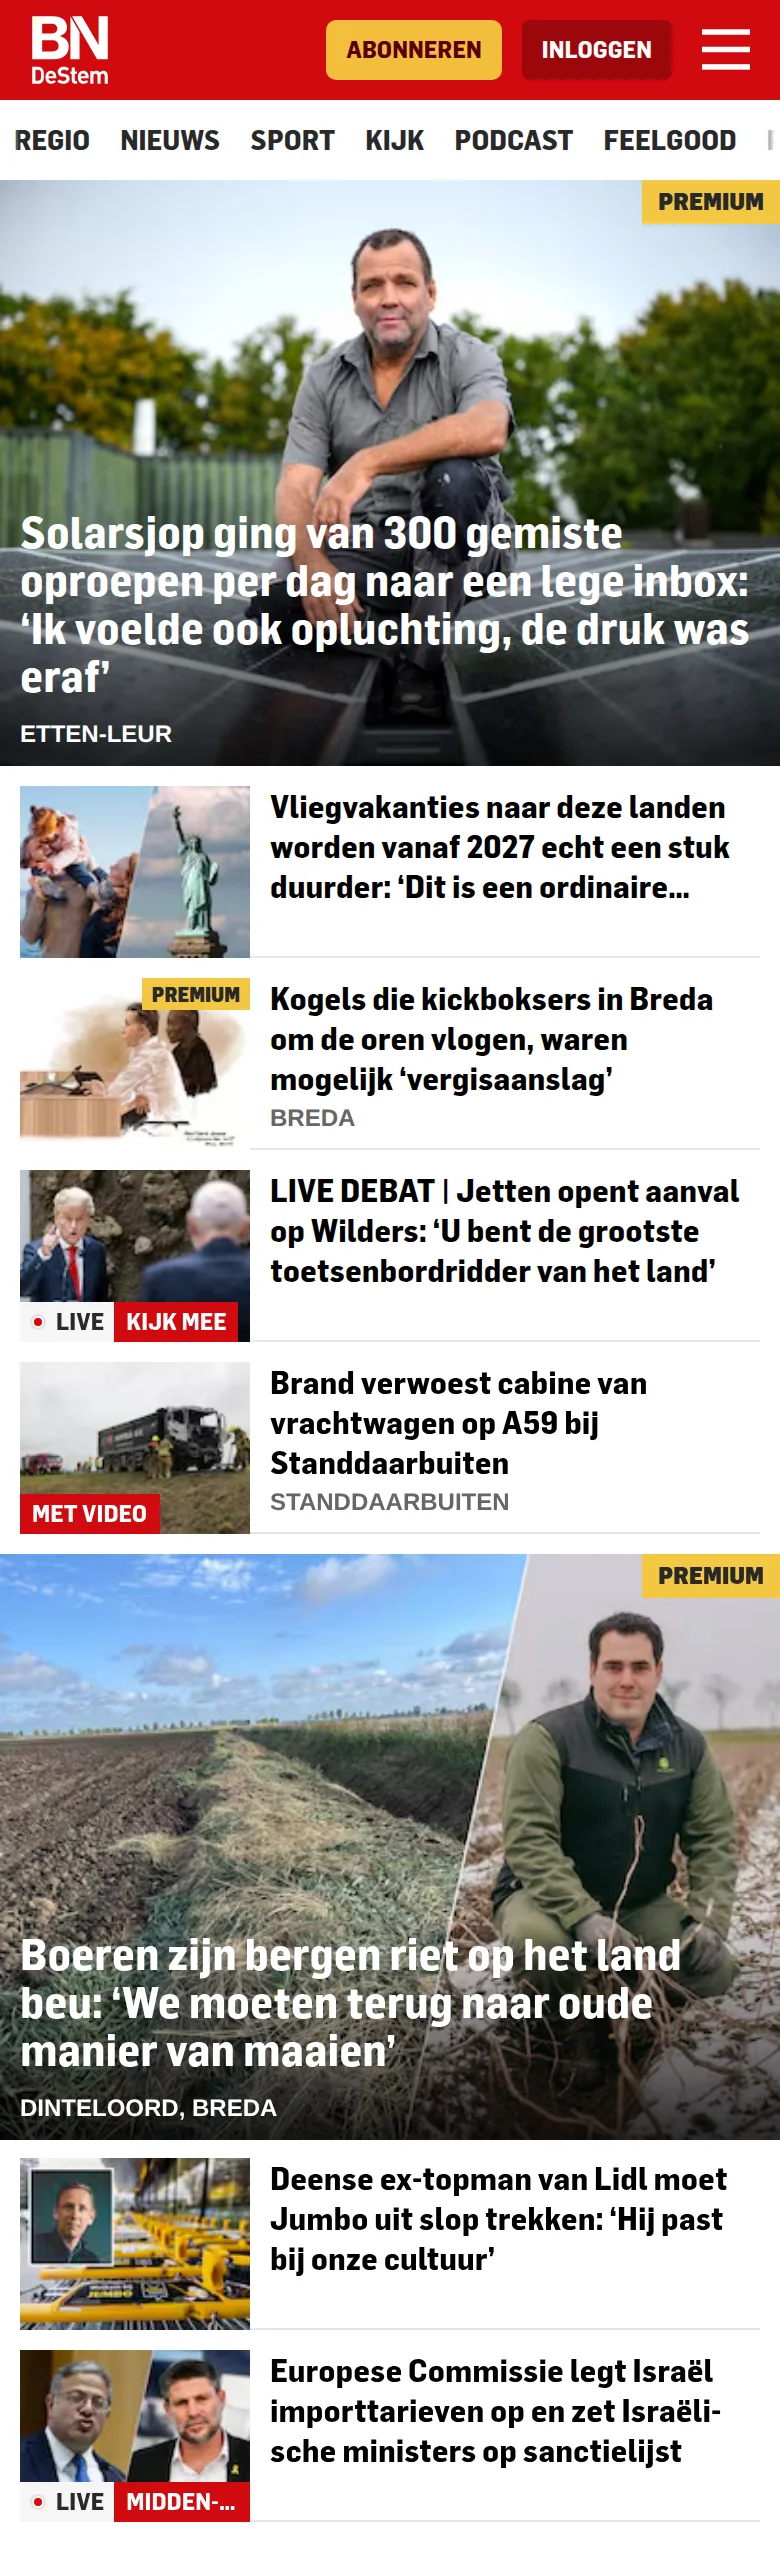 BN
DeStem
ABONNEREN
INLOGGEN
REGIO NIEUWS SPORT KIJK PODCAST FEELGOOD
PREMIUM
Solarsjop ging van 300 gemiste
oproepen per dag naar een lege inbox:
‘Ik voelde ook opluchting, de druk was
eraf’
ETTEN-LEUR
Vliegvakanties naar deze landen
worden vanaf 2027 echt een stuk
duurder: ‘Dit is een ordinaire...
PREMIUM
Kogels die kickboksers in Breda
om de oren vlogen, waren
mogelijk ‘vergisaanslag’
BREDA
LIVE DEBAT | Jetten opent aanval
op Wilders: ‘U bent de grootste
toetsenbordridder van het land’
LIVE KIJK MEE
Brand verwoest cabine van
vrachtwagen op A59 bij
Standdaarbuiten
STANDDAARBUITEN
MET VIDEO
PREMIUM
Boeren zijn bergen riet op het land
beu: ‘We moeten terug naar oude
manier van maaien’
DINTELOORD, BREDA
Deense ex-topman van Lidl moet
Jumbo uit slop trekken: ‘Hij past
bij onze cultuur’
JUMBO
Europese Commissie legt Israël
importtarieven op en zet Israëli-
sche ministers op sanctielijst
LIVE MIDDEN-...